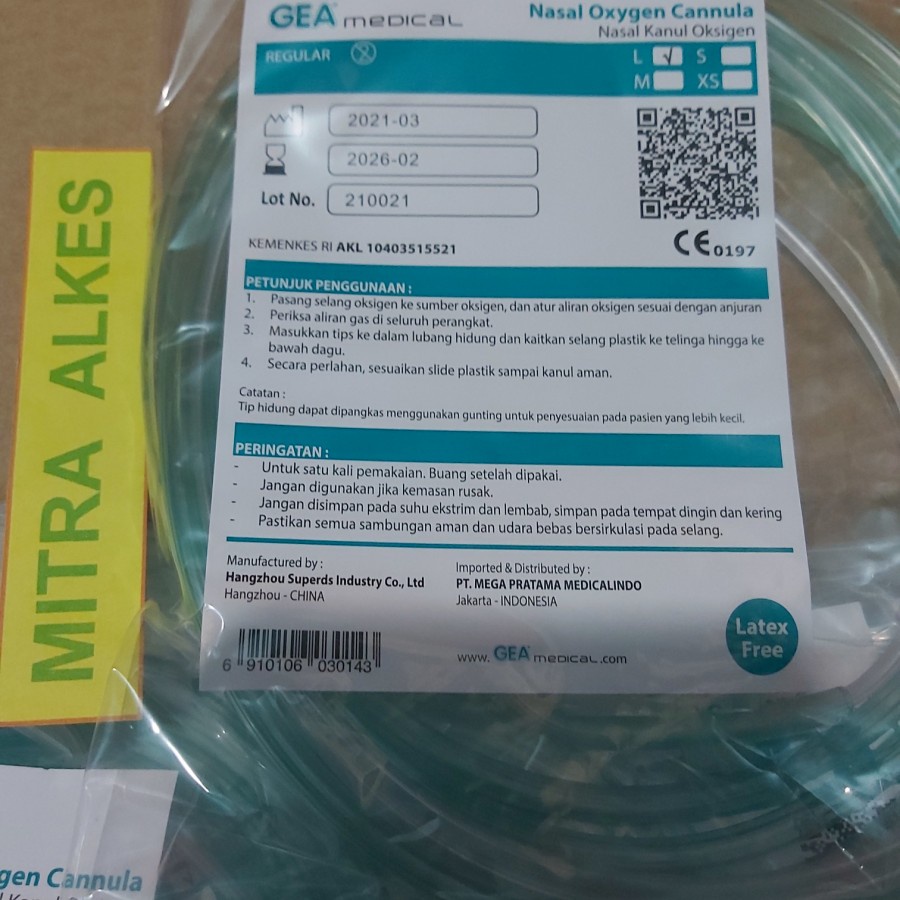 GEA MEDICAL
Nasal Oxygen Cannula
Nasal Kanul Oksigen
REGULAR
L √ S
M XS
2021-03
2026-02
Lot No. 210021
KEMENKES RI AKL 10403515521
CE 0197
PETUNJUK PENGGUNAAN :
1. Pasang selang oksigen ke sumber oksigen, dan atur aliran oksigen sesuai dengan anjuran
2. Periksa aliran gas di seluruh perangkat.
3. Masukkan tips ke dalam lubang hidung dan kaitkan selang plastik ke telinga hingga ke
bawah dagu.
4. Secara perlahan, sesuaikan slide plastik sampai kanul aman.
Catatan :
Tip hidung dapat dipangkas menggunakan gunting untuk penyesuaian pada pasien yang lebih kecil.
PERINGATAN :
- Untuk satu kali pemakaian. Buang setelah dipakai.
- Jangan digunakan jika kemasan rusak.
- Jangan disimpan pada suhu ekstrim dan lembab, simpan pada tempat dingin dan kering
- Pastikan semua sambungan aman dan udara bebas bersirkulasi pada selang.
Manufactured by :
Hangzhou Superds Industry Co., Ltd
Hangzhou - CHINA
Imported & Distributed by :
PT. MEGA PRATAMA MEDICALINDO
Jakarta - INDONESIA
6 910106 030143
www. GEA MEDICAL.com
Latex
Free
MITRA ALKES
gen Cannula